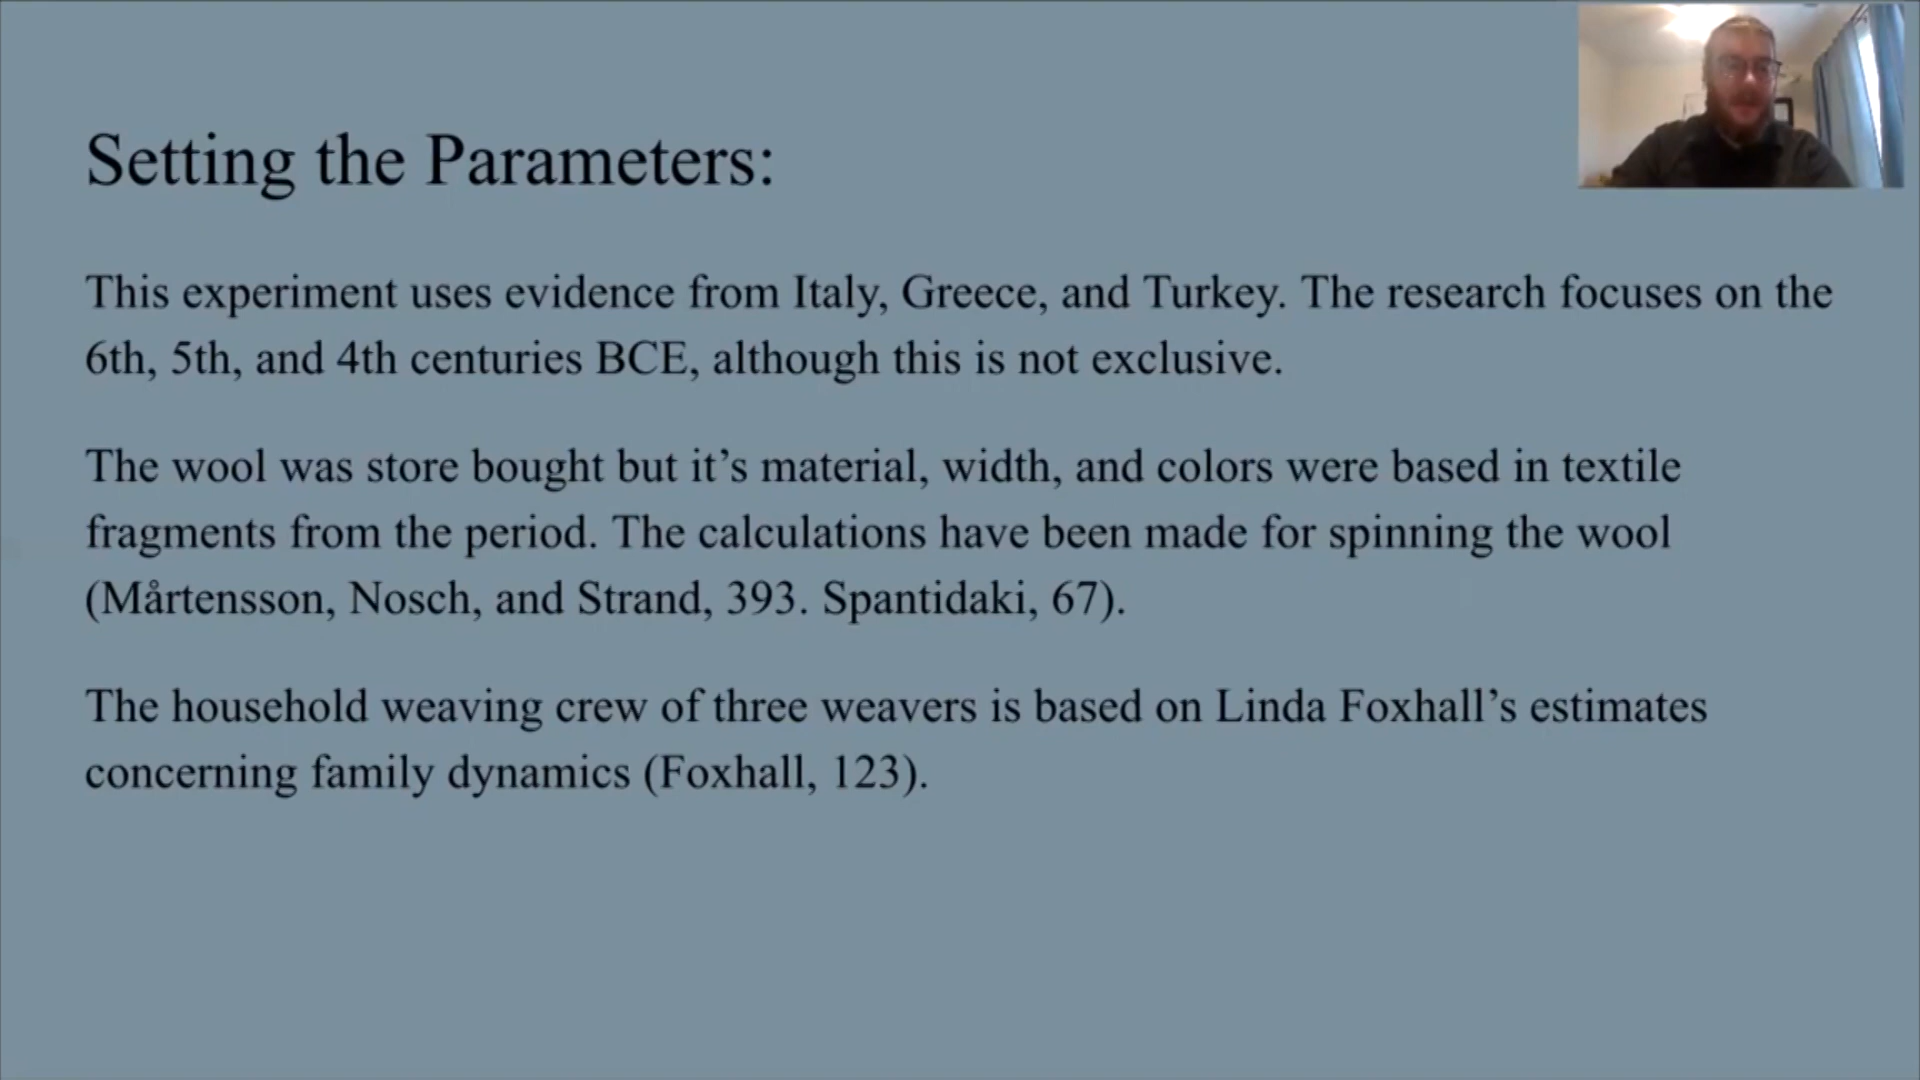 Setting the Parameters:
This experiment uses evidence from Italy, Greece, and Turkey. The research focuses on the
6th, 5th, and 4th centuries BCE, although this is not exclusive.
The wool was store bought but it’s material, width, and colors were based in textile
fragments from the period. The calculations have been made for spinning the wool
(Mårtensson, Nosch, and Strand, 393. Spantidaki, 67).
The household weaving crew of three weavers is based on Linda Foxhall’s estimates
concerning family dynamics (Foxhall, 123).